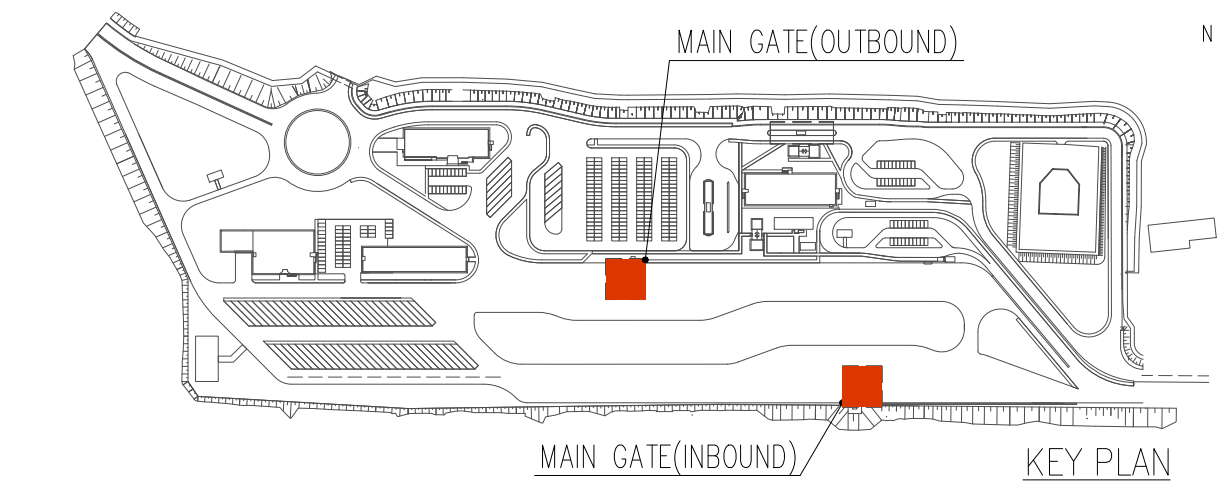 N
MAIN GATE(OUTBOUND)
MAIN GATE(INBOUND)
KEY PLAN